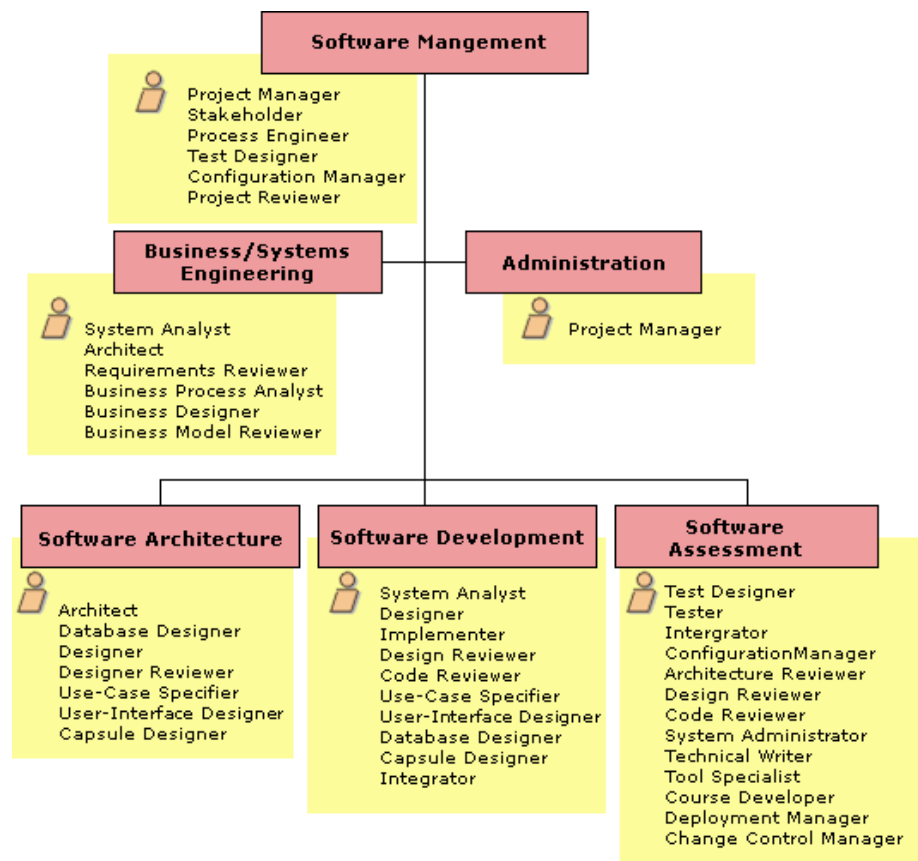 Software Mangement
Project Manager
Stakeholder
Process Engineer
Test Designer
Configuration Manager
Project Reviewer
Business/Systems
Engineering
System Analyst
Architect
Requirements Reviewer
Business Process Analyst
Business Designer
Business Model Reviewer
Administration
Project Manager
Software Architecture
Architect
Database Designer
Designer
Designer Reviewer
Use-Case Specifier
User-Interface Designer
Capsule Designer
Software Development
System Analyst
Designer
Implementer
Design Reviewer
Code Reviewer
Use-Case Specifier
User-Interface Designer
Database Designer
Capsule Designer
Integrator
Software
Assessment
Test Designer
Tester
Intergrator
ConfigurationManager
Architecture Reviewer
Design Reviewer
Code Reviewer
System Administrator
Technical Writer
Tool Specialist
Course Developer
Deployment Manager
Change Control Manager